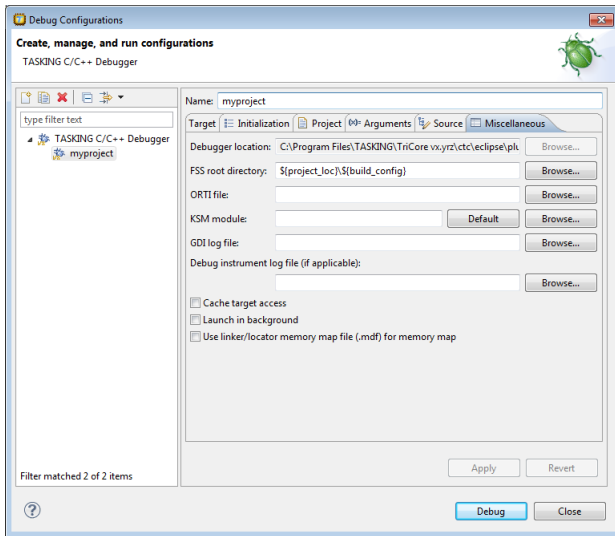 Debug Configurations
Create, manage, and run configurations
TASKING C/C++ Debugger
type filter text
TASKING C/C++ Debugger
myproject
Filter matched 2 of 2 items
Name: myproject
Target Initialization Project (x)= Arguments Source Miscellaneous
Debugger location: C:\Program Files\TASKING\TriCore vx.yrz\ctc\eclipse\plu Browse...
FSS root directory: ${project_loc}\${build_config} Browse...
ORTI file: Browse...
KSM module: Default Browse...
GDI log file: Browse...
Debug instrument log file (if applicable):
Browse...
Cache target access
Launch in background
Use linker/locator memory map file (.mdf) for memory map
Apply Revert
? Debug Close